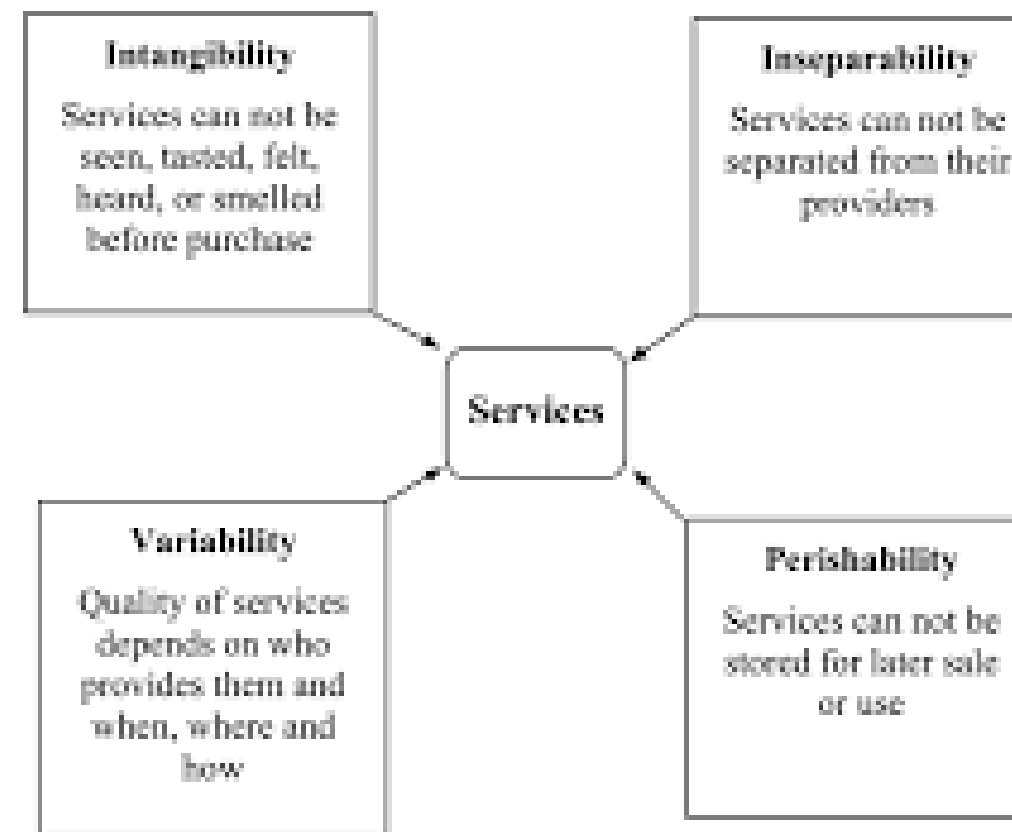 Intangibility
Services can not be
seen, tasted, felt,
heard, or smelled
before purchase
Inseparability
Services can not be
separated from their
providers
Services
Variability
Quality of services
depends on who
provides them and
when, where and
how
Perishability
Services can not be
stored for later sale
or use